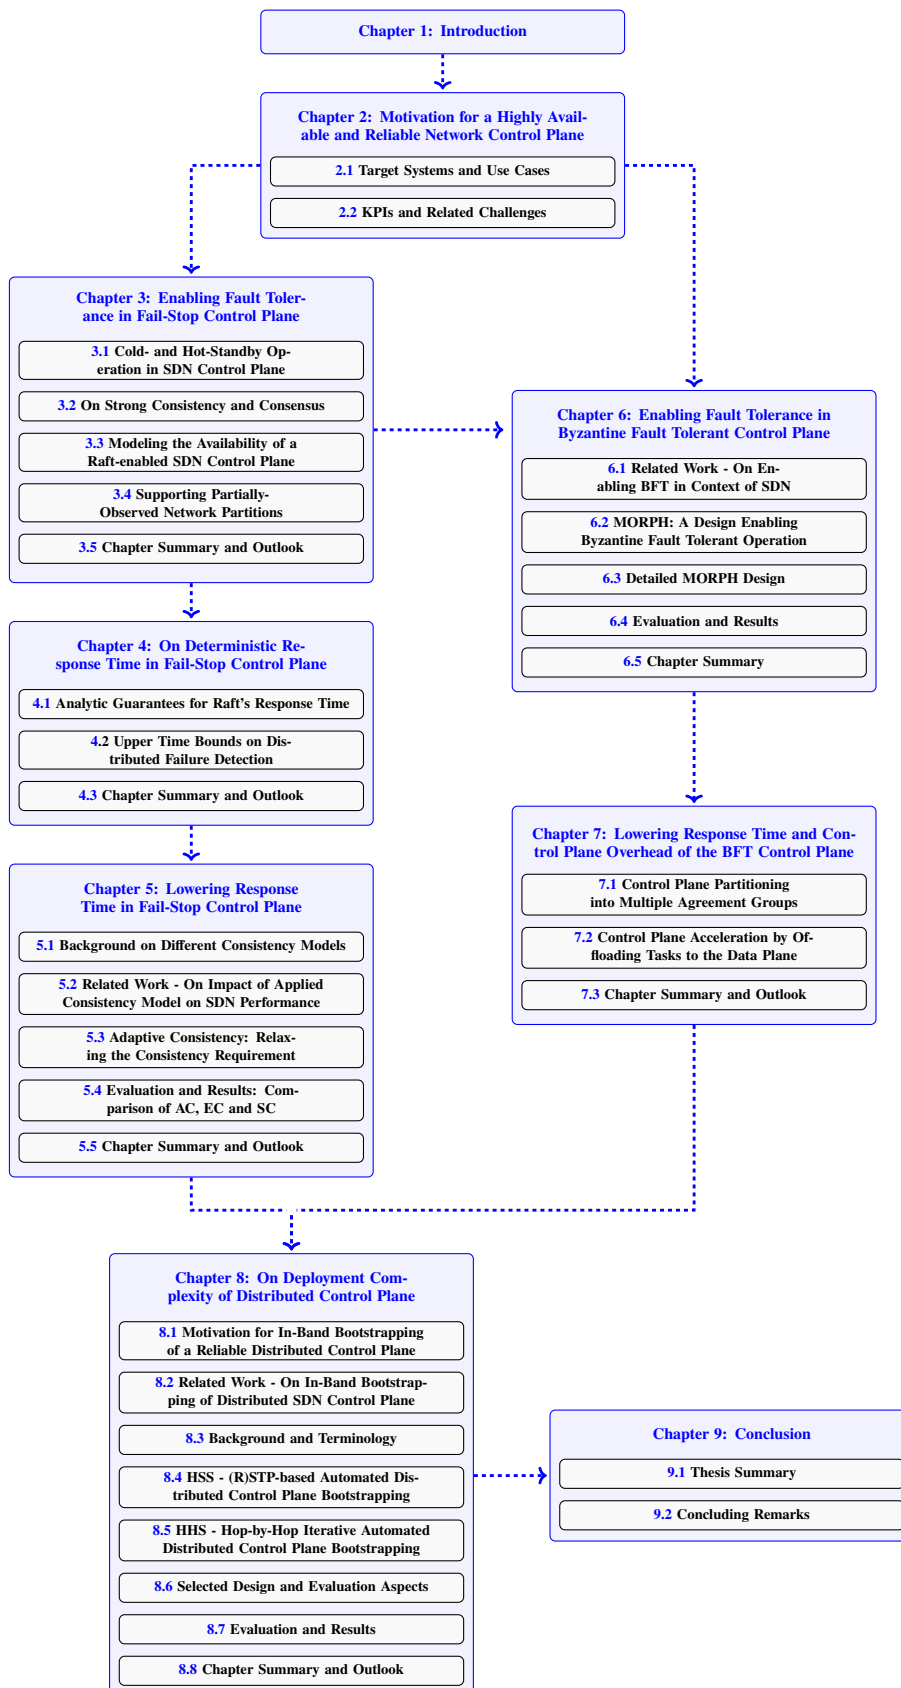 Chapter 1: Introduction
Chapter 2: Motivation for a Highly Avail-
able and Reliable Network Control Plane
2.1 Target Systems and Use Cases
2.2 KPIs and Related Challenges
Chapter 3: Enabling Fault Toler-
ance in Fail-Stop Control Plane
3.1 Cold- and Hot-Standby Op-
eration in SDN Control Plane
3.2 On Strong Consistency and Consensus
3.3 Modeling the Availability of a
Raft-enabled SDN Control Plane
3.4 Supporting Partially-
Observed Network Partitions
3.5 Chapter Summary and Outlook
Chapter 4: On Deterministic Re-
sponse Time in Fail-Stop Control Plane
4.1 Analytic Guarantees for Raft's Response Time
4.2 Upper Time Bounds on Dis-
tributed Failure Detection
4.3 Chapter Summary and Outlook
Chapter 5: Lowering Response
Time in Fail-Stop Control Plane
5.1 Background on Different Consistency Models
5.2 Related Work - On Impact of Applied
Consistency Model on SDN Performance
5.3 Adaptive Consistency: Relax-
ing the Consistency Requirement
5.4 Evaluation and Results: Com-
parison of AC, EC and SC
5.5 Chapter Summary and Outlook
Chapter 6: Enabling Fault Tolerance in
Byzantine Fault Tolerant Control Plane
6.1 Related Work - On En-
abling BFT in Context of SDN
6.2 MORPH: A Design Enabling
Byzantine Fault Tolerant Operation
6.3 Detailed MORPH Design
6.4 Evaluation and Results
6.5 Chapter Summary
Chapter 7: Lowering Response Time and Con-
trol Plane Overhead of the BFT Control Plane
7.1 Control Plane Partitioning
into Multiple Agreement Groups
7.2 Control Plane Acceleration by Of-
floading Tasks to the Data Plane
7.3 Chapter Summary and Outlook
Chapter 8: On Deployment Com-
plexity of Distributed Control Plane
8.1 Motivation for In-Band Bootstrapping
of a Reliable Distributed Control Plane
8.2 Related Work - On In-Band Bootstrap-
ping of Distributed SDN Control Plane
8.3 Background and Terminology
8.4 HSS - (R)STP-based Automated Dis-
tributed Control Plane Bootstrapping
8.5 HHS - Hop-by-Hop Iterative Automated
Distributed Control Plane Bootstrapping
8.6 Selected Design and Evaluation Aspects
8.7 Evaluation and Results
8.8 Chapter Summary and Outlook
Chapter 9: Conclusion
9.1 Thesis Summary
9.2 Concluding Remarks